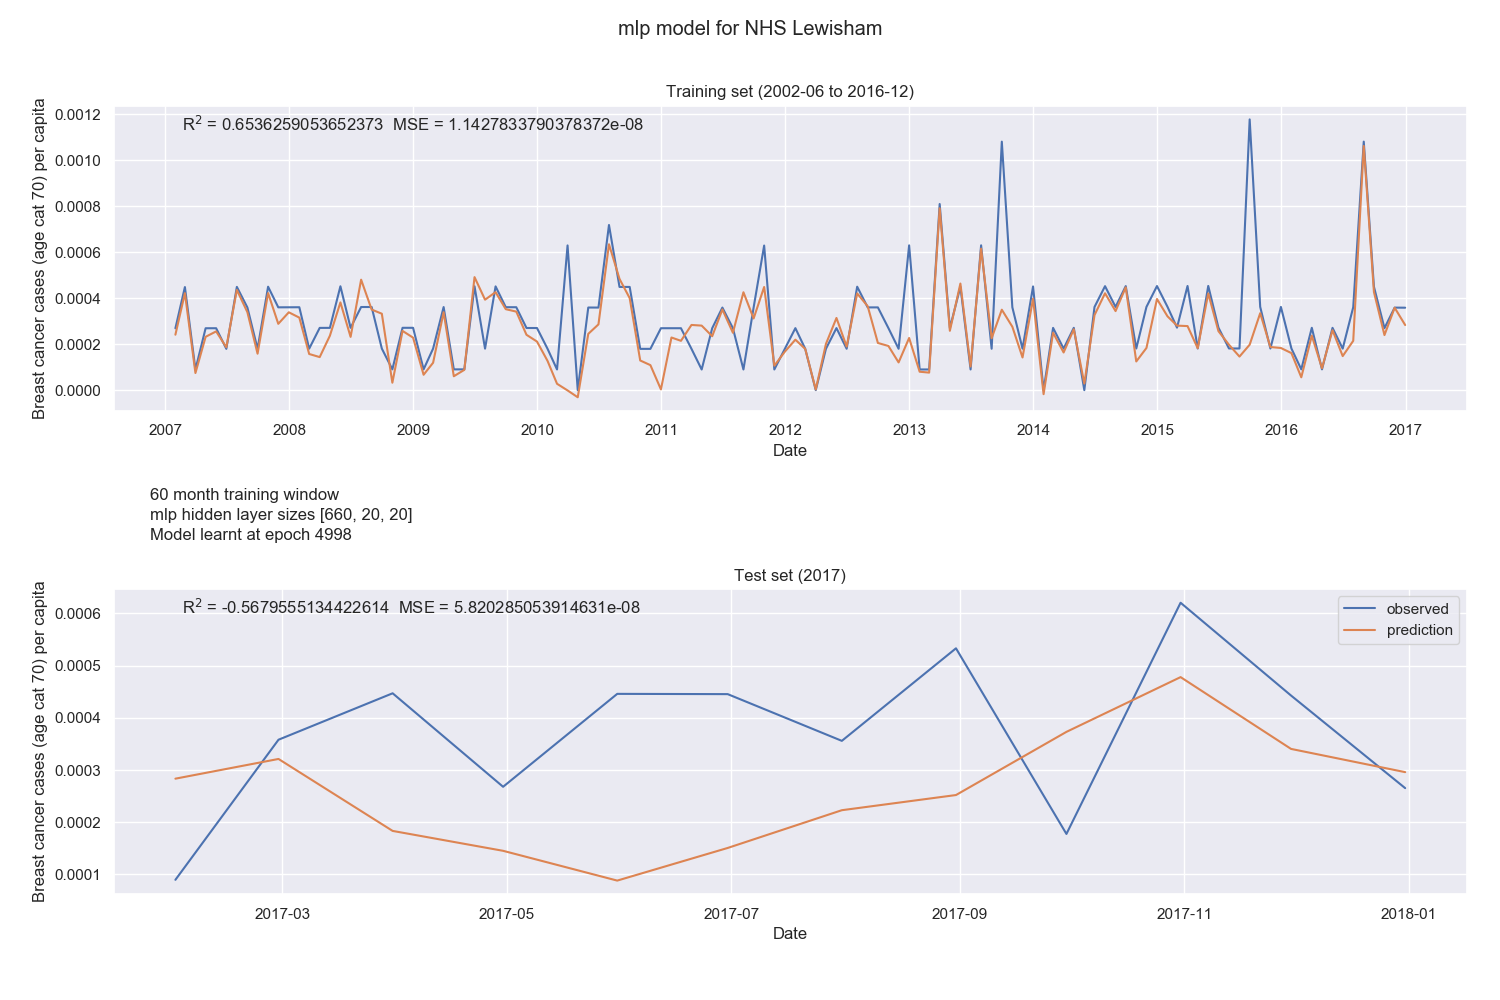 mlp model for NHS Lewisham
Training set (2002-06 to 2016-12)
R² = 0.6536259053652373 MSE = 1.1427833790378372e-08
Breast cancer cases (age cat 70) per capita
0.0012
0.0010
0.0008
0.0006
0.0004
0.0002
0.0000
2007 2008 2009 2010 2011 2012 2013 2014 2015 2016 2017
Date
60 month training window
mlp hidden layer sizes [660, 20, 20]
Model learnt at epoch 4998
Test set (2017)
R² = -0.5679555134422614 MSE = 5.820285053914631e-08
observed
prediction
Breast cancer cases (age cat 70) per capita
0.0006
0.0005
0.0004
0.0003
0.0002
0.0001
2017-03 2017-05 2017-07 2017-09 2017-11 2018-01
Date